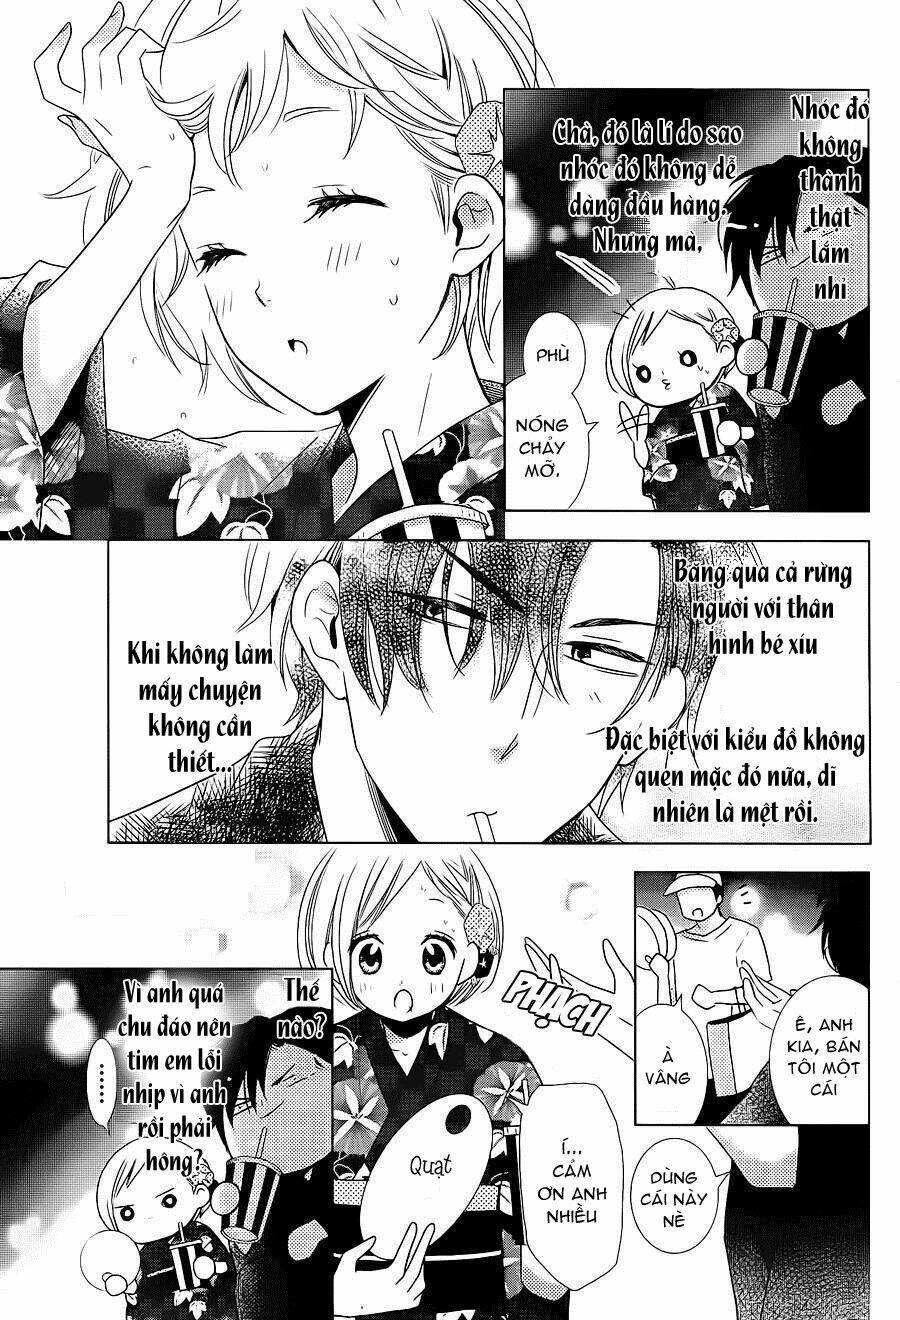 Nhóc đó
không
thành
thật
lắm
nhi
Chà, đó là lí do sao
nhóc đó không dễ
dàng đầu hàng.
Nhưng mà,
PHÙ
NÓNG
CHẢY
MỠ.
Băng qua cả rừng
người với thân
hình bé xíu
Đặc biệt với kiểu đồ không
quen mặc đó nữa, dĩ
nhiên là mệt rồi.
Khi không làm
mấy chuyện
không cần
thiết...
Ê, ANH
KIA, BÁN
TÔI MỘT
CÁI
À
VÂNG
DÙNG
CÁI NÀY
NÈ
PHẠCH
Í...
CẢM
ƠN ANH
NHIỀU
Quạt
Thế
nào?
Vì anh quá
chu đáo nên
tim em lồi
nhịp vì anh
rồi phải
hông?
......